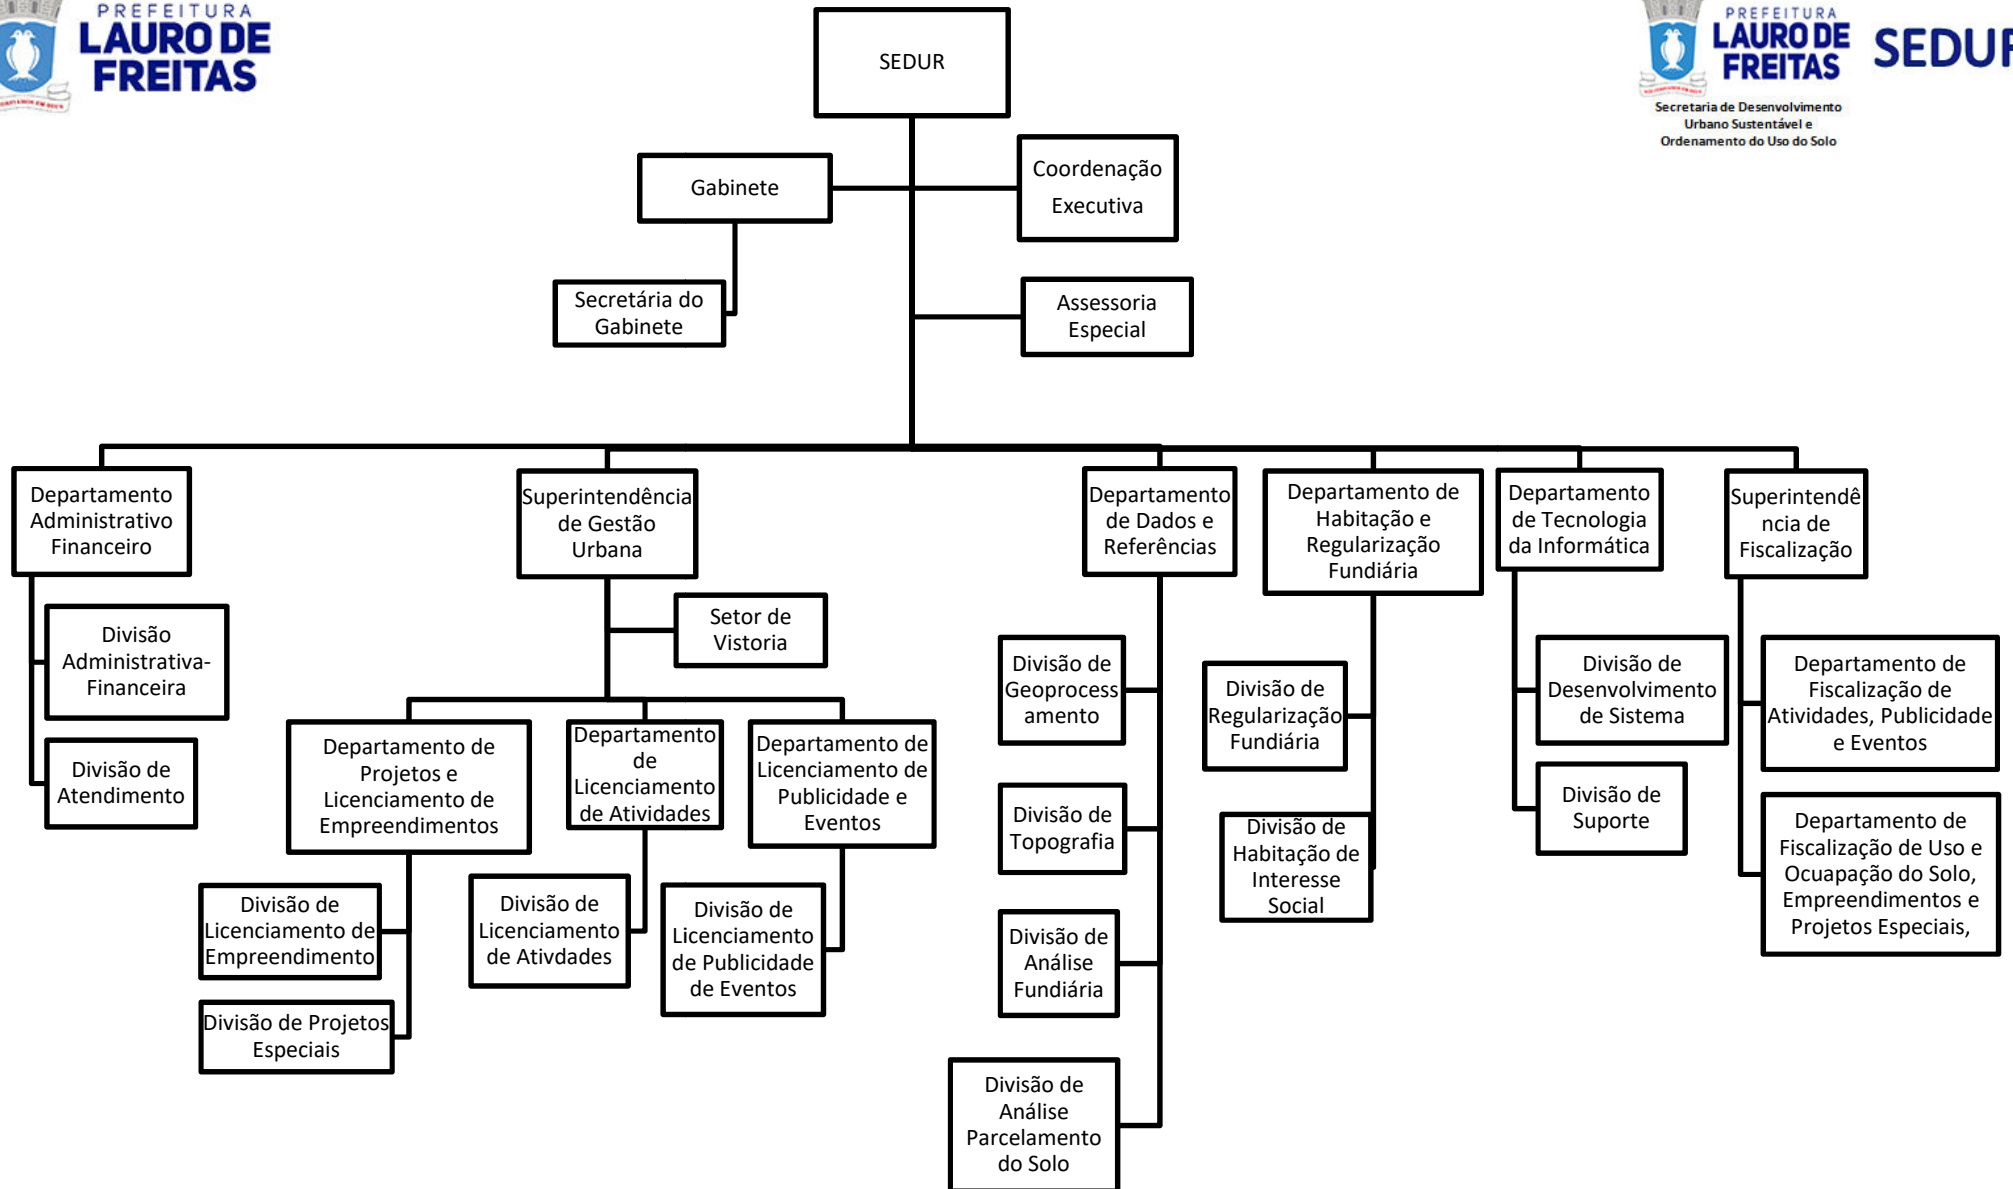 PREFEITURA
LAURO DE
FREITAS
PREFEITURA
LAURO DE
FREITAS
SEDUR
Secretaria de Desenvolvimento
Urbano Sustentável e
Ordenamento do Uso do Solo
SEDUR
Gabinete
Coordenação
Executiva
Secretária do
Gabinete
Assessoria
Especial
Departamento
Administrativo
Financeiro
Superintendência
de Gestão
Urbana
Departamento
de Dados e
Referências
Departamento de
Habitação e
Regularização
Fundiária
Departamento
de Tecnologia
da Informática
Superintendê
ncia de
Fiscalização
Divisão
Administrativa-
Financeira
Divisão de
Atendimento
Setor de
Vistoria
Departamento de
Projetos e
Licenciamento de
Empreendimentos
Departamento
de
Licenciamento
de Atividades
Departamento de
Licenciamento de
Publicidade e
Eventos
Divisão de
Licenciamento de
Empreendimento
Divisão de Projetos
Especiais
Divisão de
Licenciamento
de Ativdades
Divisão de
Licenciamento
de Publicidade
de Eventos
Divisão de
Geoprocess
amento
Divisão de
Topografia
Divisão de
Análise
Fundiária
Divisão de
Análise
Parcelamento
do Solo
Divisão de
Regularização
Fundiária
Divisão de
Habitação de
Interesse
Social
Divisão de
Desenvolvimento
de Sistema
Divisão de
Suporte
Departamento de
Fiscalização de
Atividades, Publicidade
e Eventos
Departamento de
Fiscalização de Uso e
Ocuapação do Solo,
Empreendimentos e
Projetos Especiais,